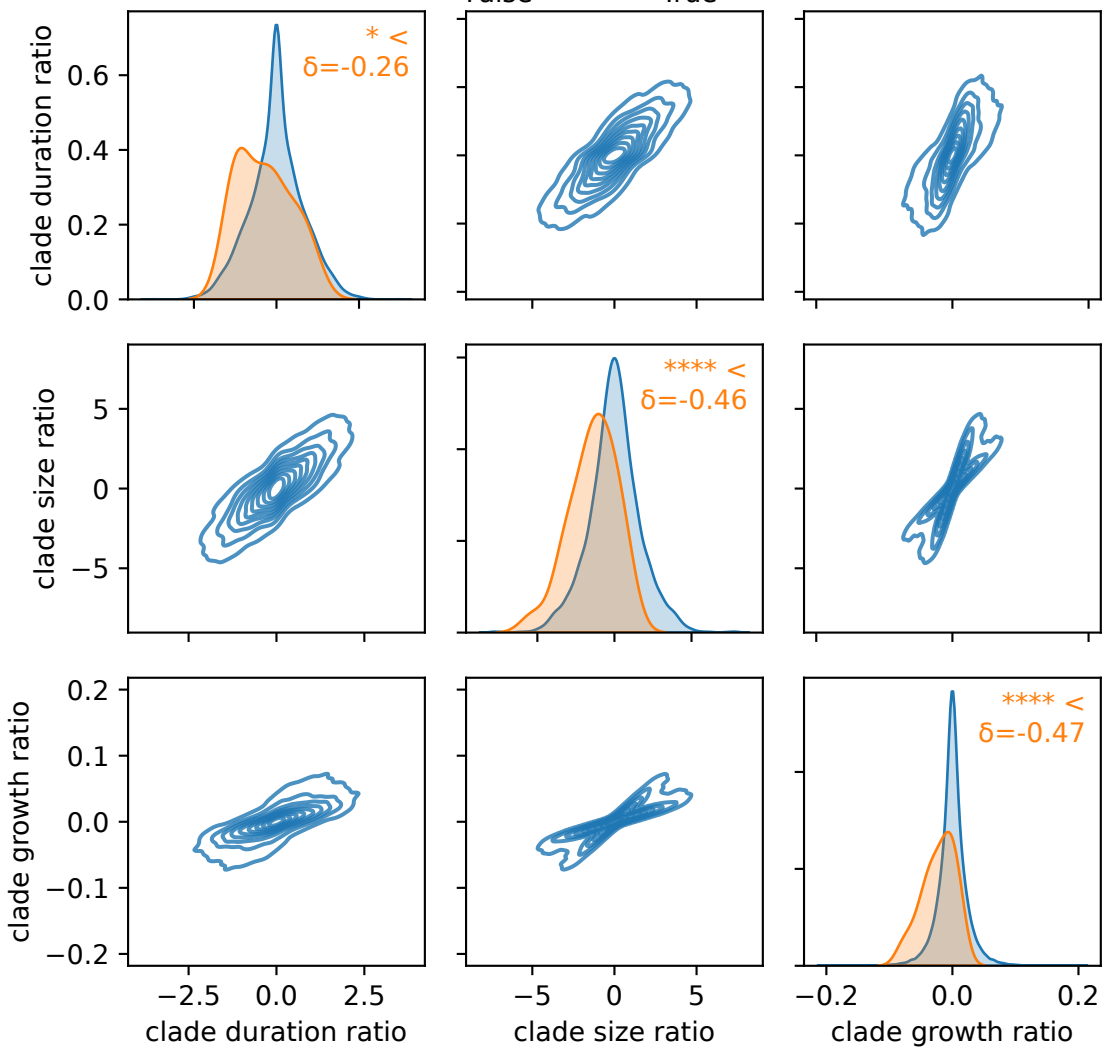 clade duration ratio
0.6
0.4
0.2
0.0
* <
δ=-0.26
clade size ratio
5
0
−5
**** <
δ=-0.46
clade growth ratio
0.2
0.1
0.0
−0.1
−0.2
**** <
δ=-0.47
−2.5 0.0 2.5
−5 0 5
−0.2 0.0 0.2
clade duration ratio
clade size ratio
clade growth ratio